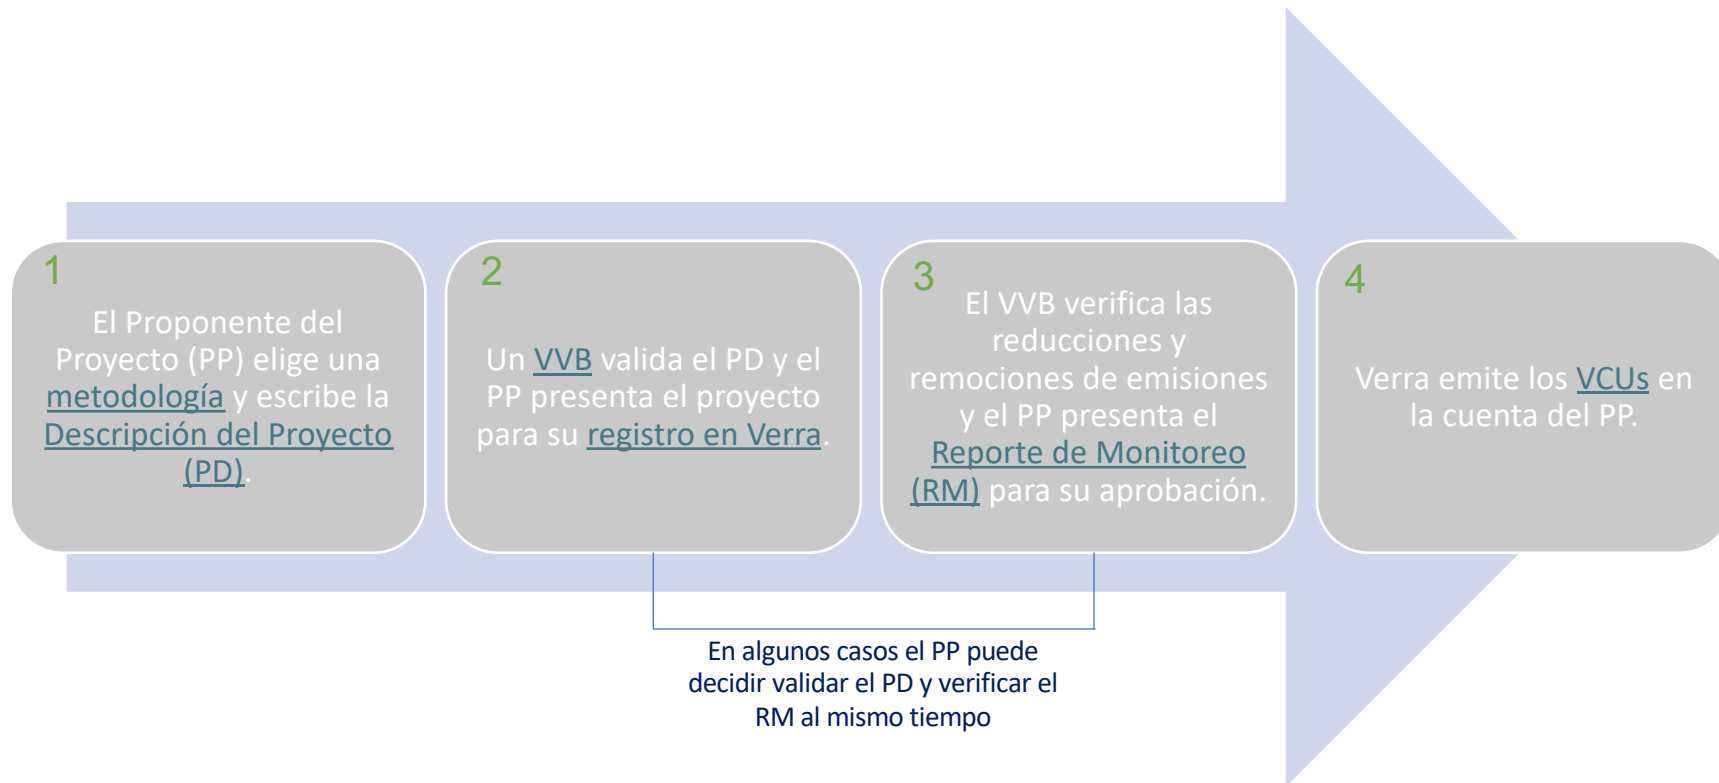 1
El Proponente del
Proyecto (PP) elige una
metodología y escribe la
Descripción del Proyecto
(PD).
2
Un VVB valida el PD y el
PP presenta el proyecto
para su registro en Verra.
3
El VVB verifica las
reducciones y
remociones de emisiones
y el PP presenta el
Reporte de Monitoreo
(RM) para su aprobación.
4
Verra emite los VCUs en
la cuenta del PP.
En algunos casos el PP puede
decidir validar el PD y verificar el
RM al mismo tiempo